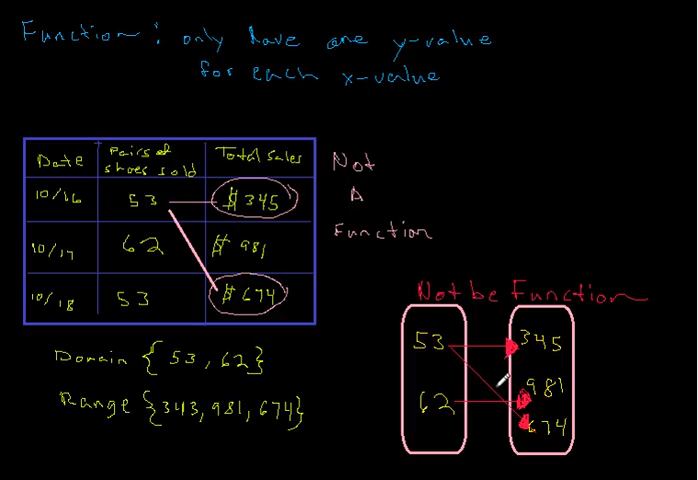 Function: only have one y-value
for each x-value
Date Pairs of shoes sold Total Sales
10/16 53 $345
10/17 62 $981
10/18 53 $674
Not
A
Function
Domain {53, 62}
Range {343, 981, 674}
Not be Function
53 345
62 981
674